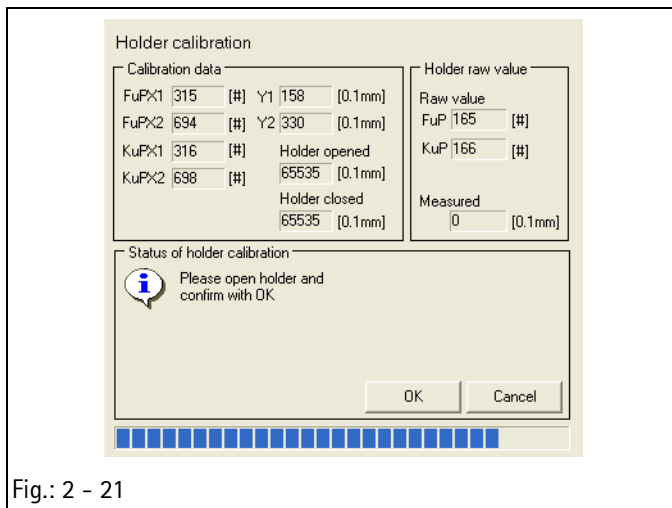 Holder calibration
Calibration data
FuPX1 315 [#] Y1 158 [0.1mm]
FuPX2 694 [#] Y2 330 [0.1mm]
KuPX1 316 [#] Holder opened
KuPX2 698 [#] 65535 [0.1mm]
Holder closed
65535 [0.1mm]
Holder raw value
Raw value
FuP 165 [#]
KuP 166 [#]
Measured
0 [0.1mm]
Status of holder calibration
Please open holder and
confirm with OK
OK Cancel
Fig.: 2 - 21